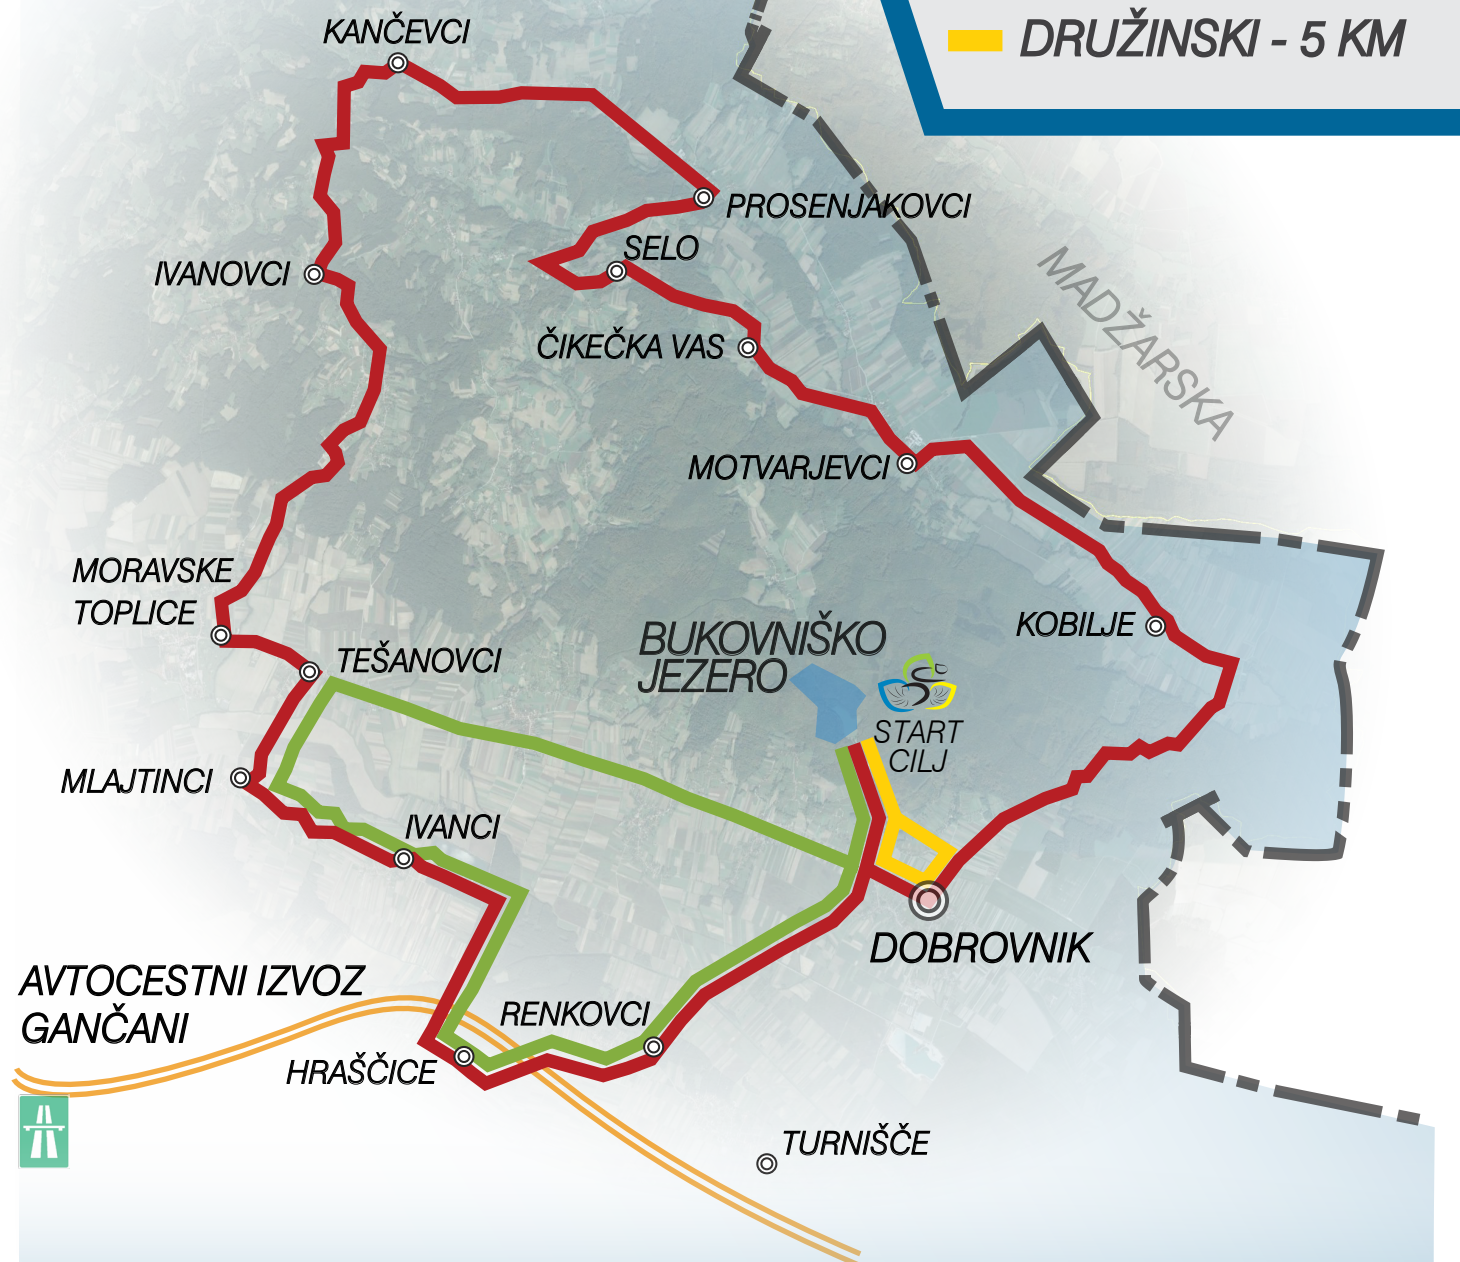 DRUŽINSKI - 5 KM
KANČEVCI
PROSENJAKOVCI
SELO
IVANOVCI
MADŽARSKA
ČIKEČKA VAS
MOTVARJEVCI
MORAVSKE
TOPLICE
KOBILJE
BUKOVNIŠKO
JEZERO
TEŠANOVCI
START
CILJ
MLAJTINCI
IVANCI
DOBROVNIK
AVTOCESTNI IZVOZ
GANČANI
RENKOVCI
HRAŠČICE
TURNIŠČE